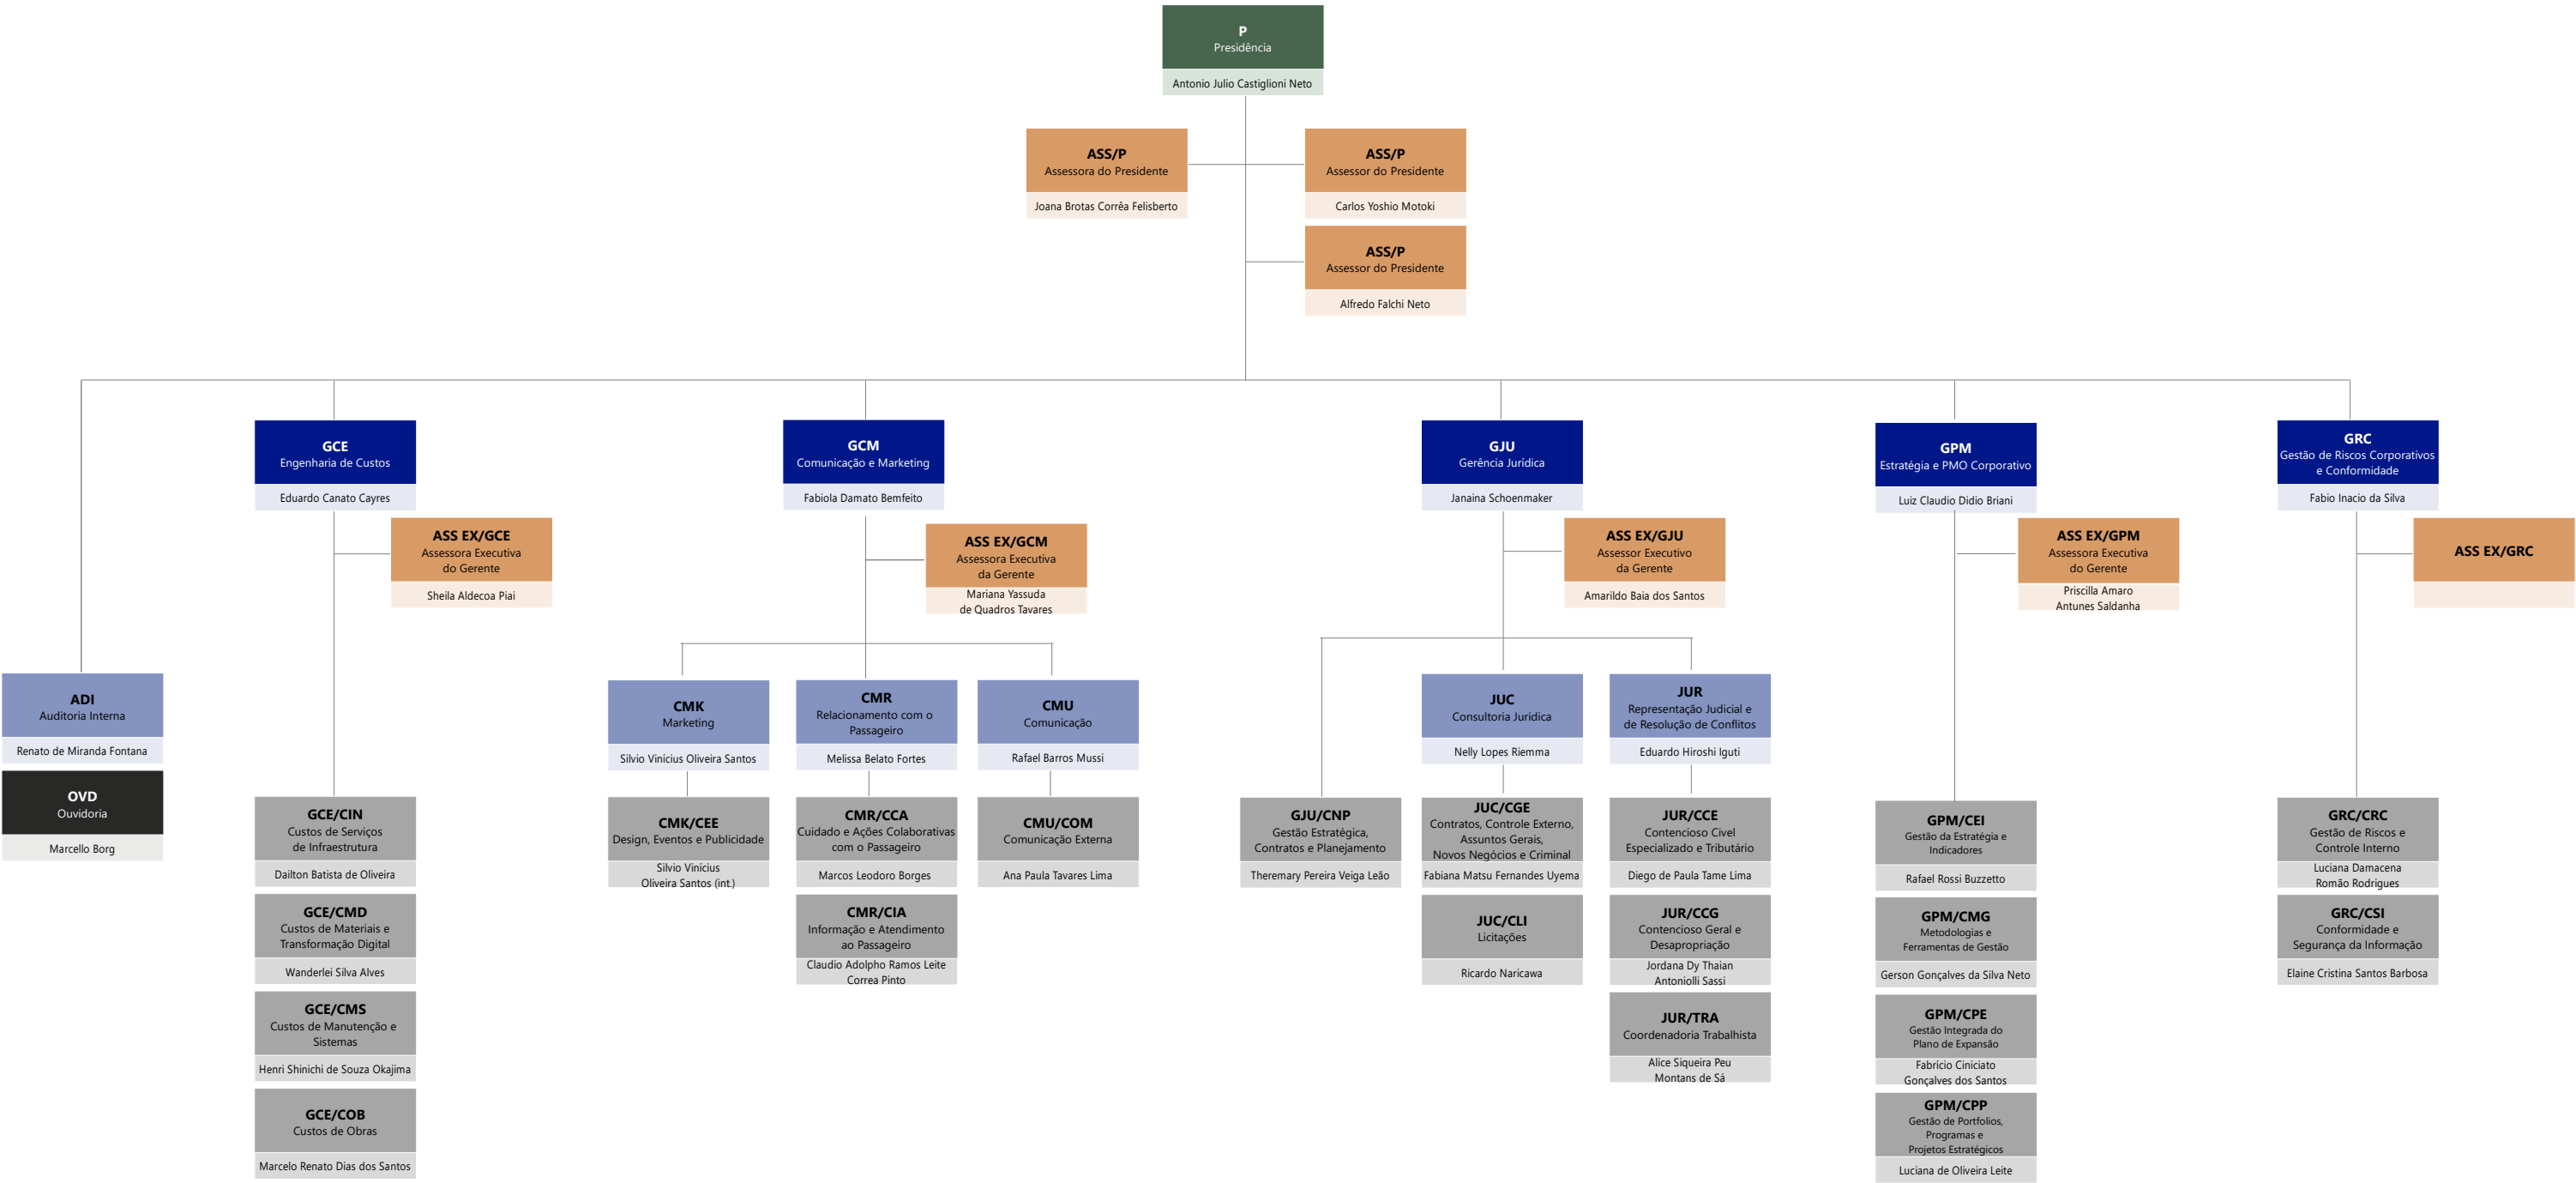 P
Presidência
Antonio Julio Castiglioni Neto
ASS/P
Assessora do Presidente
Joana Brotas Corrêa Felisberto
ASS/P
Assessor do Presidente
Carlos Yoshio Motoki
ASS/P
Assessor do Presidente
Alfredo Falchi Neto
ADI
Auditoria Interna
Renato de Miranda Fontana
OVD
Ouvidoria
Marcello Borg
GCE
Engenharia de Custos
Eduardo Canato Cayres
ASS EX/GCE
Assessora Executiva
do Gerente
Sheila Aldecoa Piai
GCE/CIN
Custos de Serviços
de Infraestrutura
Dailton Batista de Oliveira
GCE/CMD
Custos de Materiais e
Transformação Digital
Wanderlei Silva Alves
GCE/CMS
Custos de Manutenção e
Sistemas
Henri Shinichi de Souza Okajima
GCE/COB
Custos de Obras
Marcelo Renato Dias dos Santos
GCM
Comunicação e Marketing
Fabiola Damato Bemfeito
ASS EX/GCM
Assessora Executiva
da Gerente
Mariana Yassuda
de Quadros Tavares
CMK
Marketing
Silvio Vinicius Oliveira Santos
CMK/CEE
Design, Eventos e Publicidade
Silvio Vinícius
Oliveira Santos (int.)
CMR
Relacionamento com o
Passageiro
Melissa Belato Fortes
CMR/CCA
Cuidado e Ações Colaborativas
com o Passageiro
Marcos Leodoro Borges
CMR/CIA
Informação e Atendimento
ao Passageiro
Claudio Adolpho Ramos Leite
Correa Pinto
CMU
Comunicação
Rafael Barros Mussi
CMU/COM
Comunicação Externa
Ana Paula Tavares Lima
GJU
Gerência Jurídica
Janaina Schoenmaker
ASS EX/GJU
Assessor Executivo
da Gerente
Amarildo Baia dos Santos
GJU/CNP
Gestão Estratégica,
Contratos e Planejamento
Theremary Pereira Veiga Leão
JUC
Consultoria Jurídica
Nelly Lopes Riemma
JUC/CGE
Contratos, Controle Externo,
Assuntos Gerais,
Novos Negócios e Criminal
Fabiana Matsu Fernandes Uyema
JUC/CLI
Licitações
Ricardo Naricawa
JUR
Representação Judicial e
de Resolução de Conflitos
Eduardo Hiroshi Iguti
JUR/CCE
Contencioso Civel
Especializado e Tributário
Diego de Paula Tame Lima
JUR/CCG
Contencioso Geral e
Desapropriação
Jordana Dy Thaian
Antoniolli Sassi
JUR/TRA
Coordenadoria Trabalhista
Alice Siqueira Peu
Montans de Sá
GPM
Estratégia e PMO Corporativo
Luiz Claudio Didio Briani
ASS EX/GPM
Assessora Executiva
do Gerente
Priscilla Amaro
Antunes Saldanha
GPM/CEI
Gestão da Estratégia e
Indicadores
Rafael Rossi Buzzetto
GPM/CMG
Metodologias e
Ferramentas de Gestão
Gerson Gonçalves da Silva Neto
GPM/CPE
Gestão Integrada do
Plano de Expansão
Fabrício Ciniciato
Gonçalves dos Santos
GPM/CPP
Gestão de Portfolios,
Programas e
Projetos Estratégicos
Luciana de Oliveira Leite
GRC
Gestão de Riscos Corporativos
e Conformidade
Fabio Inacio da Silva
ASS EX/GRC
GRC/CRC
Gestão de Riscos e
Controle Interno
Luciana Damacena
Romão Rodrigues
GRC/CSI
Conformidade e
Segurança da Informação
Elaine Cristina Santos Barbosa